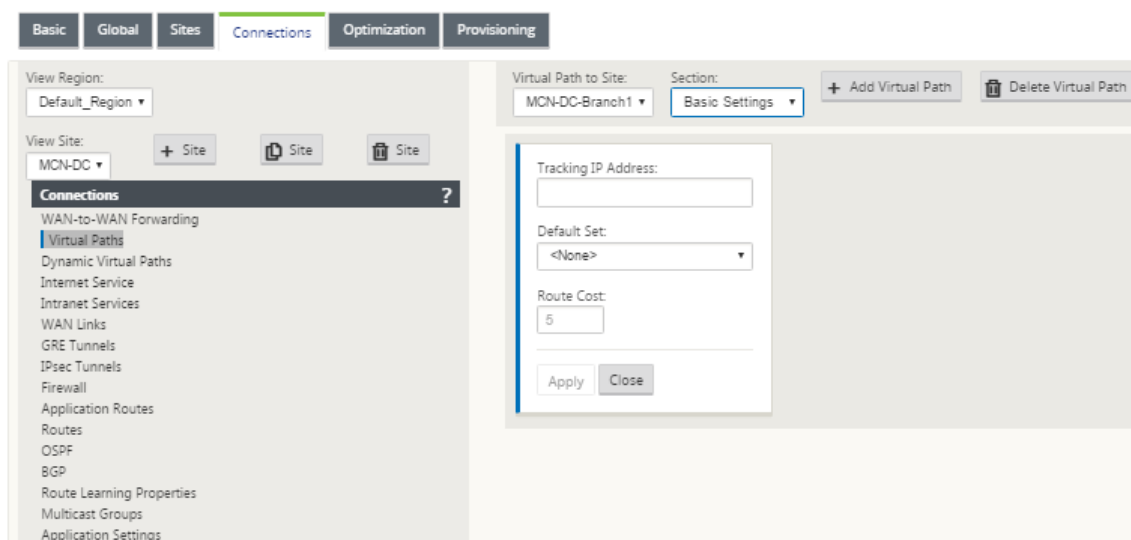 Basic Global Sites Connections Optimization Provisioning
View Region:
Default_Region
View Site:
MCN-DC
+ Site Site Site
Connections ?
WAN-to-WAN Forwarding
Virtual Paths
Dynamic Virtual Paths
Internet Service
Intranet Services
WAN Links
GRE Tunnels
IPsec Tunnels
Firewall
Application Routes
Routes
OSPF
BGP
Route Learning Properties
Multicast Groups
Application Settings
Virtual Path to Site: Section:
MCN-DC-Branch1 Basic Settings + Add Virtual Path Delete Virtual Path
Tracking IP Address:
Default Set:
<None>
Route Cost:
5
Apply Close